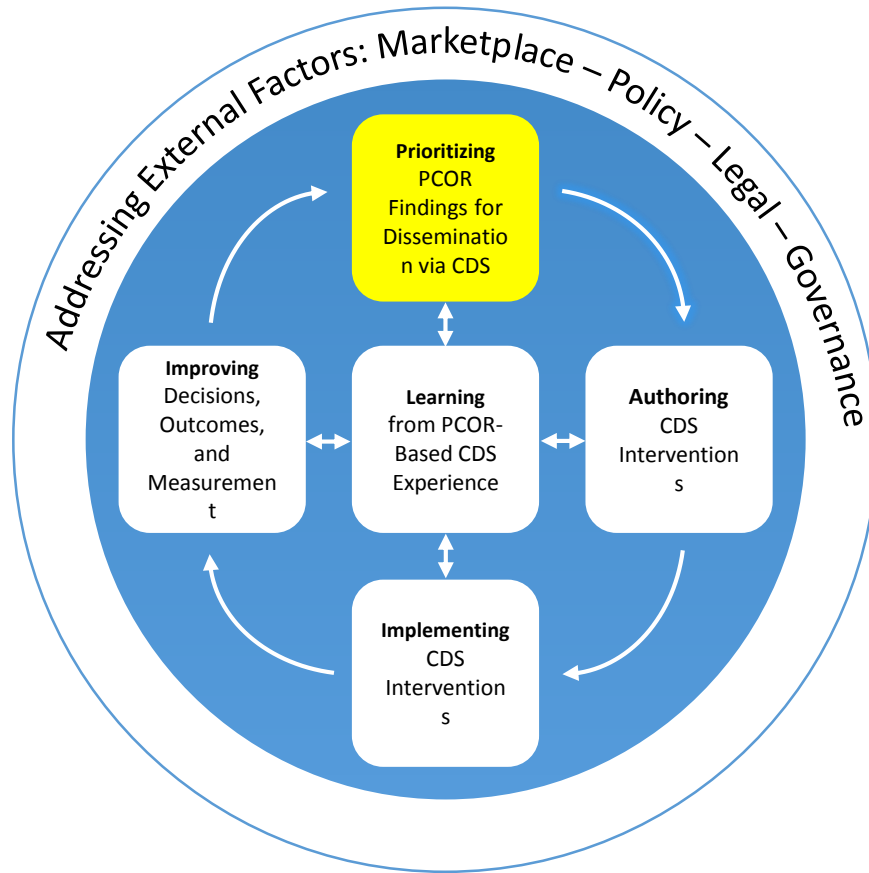 Addressing External Factors: Marketplace – Policy – Legal – Governance
Prioritizing
PCOR
Findings for
Disseminatio
n via CDS
Improving
Decisions,
Outcomes,
and
Measuremen
t
Learning
from PCOR-
Based CDS
Experience
Authoring
CDS
Intervention
s
Implementing
CDS
Intervention
s